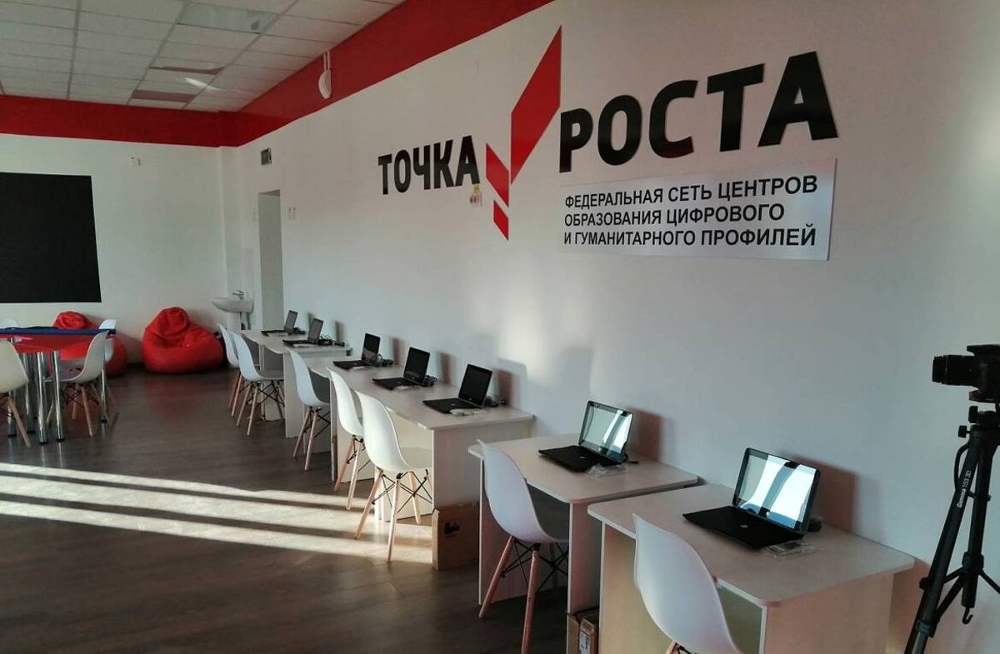 ТОЧКА РОСТА
ФЕДЕРАЛЬНАЯ СЕТЬ ЦЕНТРОВ
ОБРАЗОВАНИЯ ЦИФРОВОГО
И ГУМАНИТАРНОГО ПРОФИЛЕЙ